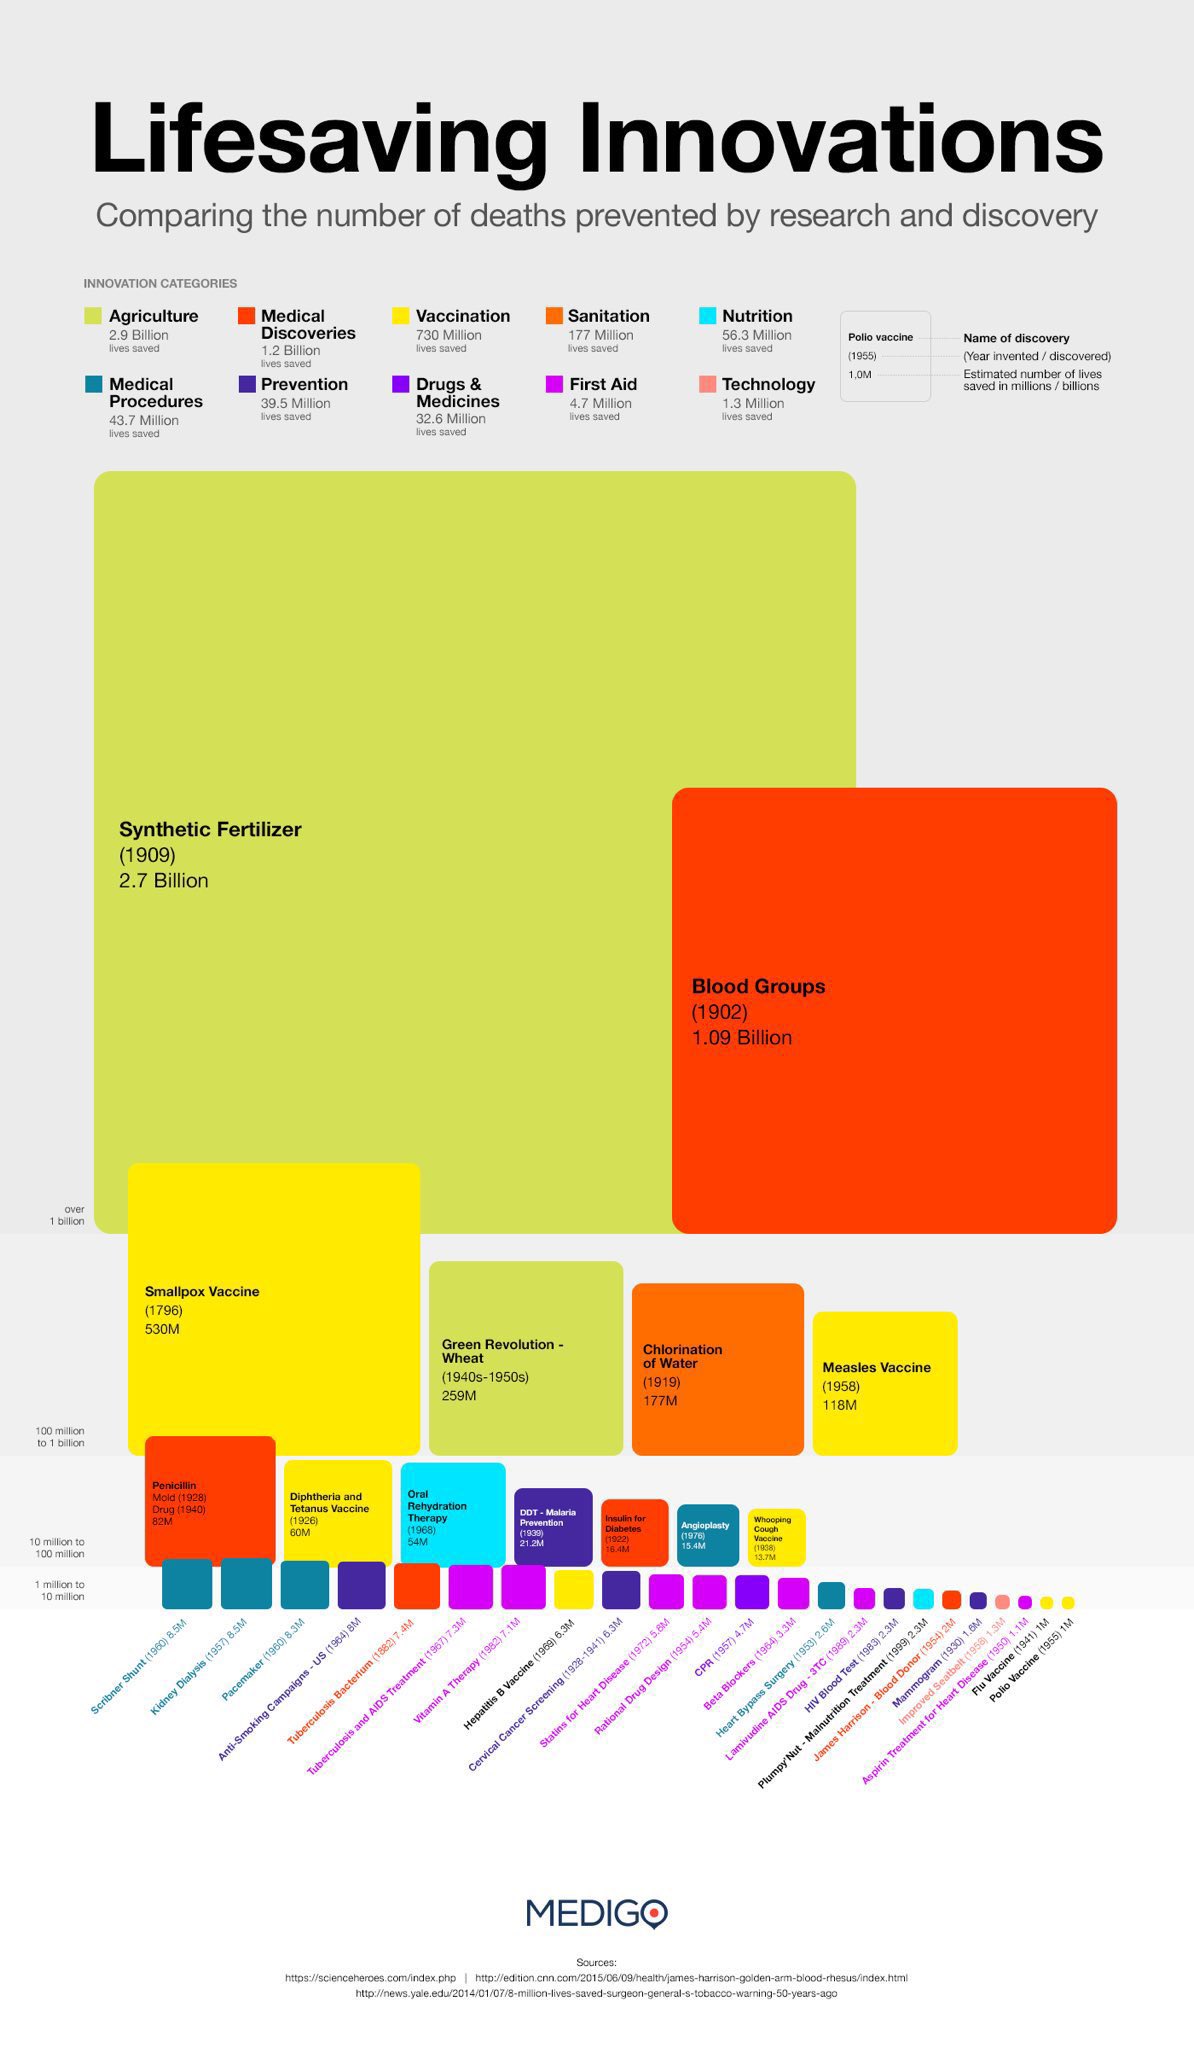 Lifesaving Innovations
Comparing the number of deaths prevented by research and discovery
INNOVATION CATEGORIES
Agriculture
2.9 Billion
lives saved
Medical
Discoveries
1.2 Billion
lives saved
Vaccination
730 Million
lives saved
Sanitation
177 Million
lives saved
Nutrition
56.3 Million
lives saved
Medical
Procedures
43.7 Million
lives saved
Prevention
39.5 Million
lives saved
Drugs &
Medicines
32.6 Million
lives saved
First Aid
4.7 Million
lives saved
Technology
1.3 Million
lives saved
Polio vaccine
(1955)
1,0M
Name of discovery
(Year invented / discovered)
Estimated number of lives
saved in millions / billions
Synthetic Fertilizer
(1909)
2.7 Billion
Blood Groups
(1902)
1.09 Billion
over
1 billion
Smallpox Vaccine
(1796)
530M
Green Revolution -
Wheat
(1940s-1950s)
259M
Chlorination
of Water
(1919)
177M
Measles Vaccine
(1958)
118M
100 million
to 1 billion
Penicillin
Mold (1928)
Drug (1940)
82M
Diphtheria and
Tetanus Vaccine
(1926)
60M
Oral
Rehydration
Therapy
(1968)
54M
DDT - Malaria
Prevention
(1939)
21.2M
Insulin for
Diabetes
(1922)
16.4M
Angioplasty
(1976)
15.4M
Whooping
Cough
Vaccine
(1938)
13.7M
10 million to
100 million
1 million to
10 million
Scribner Shunt (1960) 8.5M
Kidney Dialysis (1957) 8.5M
Pacemaker (1960) 8.3M
Anti-Smoking Campaigns - US (1964) 8M
Tuberculosis Bacterium (1882) 7.4M
Tuberculosis and AIDS Treatment (1967) 7.3M
Vitamin A Therapy (1982) 7.1M
Hepatitis B Vaccine (1969) 6.3M
Cervical Cancer Screening (1928-1941) 6.3M
Statins for Heart Disease (1972) 5.6M
Rational Drug Design (1954) 5.4M
CPR (1957) 4.7M
Beta Blockers (1964) 3.3M
Heart Bypass Surgery (1953) 2.6M
Lamivudine AIDS Drug - 3TC (1989) 2.3M
HIV Blood Test (1983) 2.3M
Plumpy'Nut - Malnutrition Treatment (1999) 2.3M
James Harrison - Blood Donor (1954) 2M
Mammogram (1930) 1.6M
Improved Seatbelt (1958) 1.3M
Aspirin Treatment for Heart Disease (1950) 1.1M
Flu Vaccine (1941) 1M
Polio Vaccine (1955) 1M
MEDIGO
Sources:
https://scienceheroes.com/index.php | http://edition.cnn.com/2015/06/09/health/james-harrison-golden-arm-blood-rhesus/index.html
http://news.yale.edu/2014/01/07/8-million-lives-saved-surgeon-general-s-tobacco-warning-50-years-ago